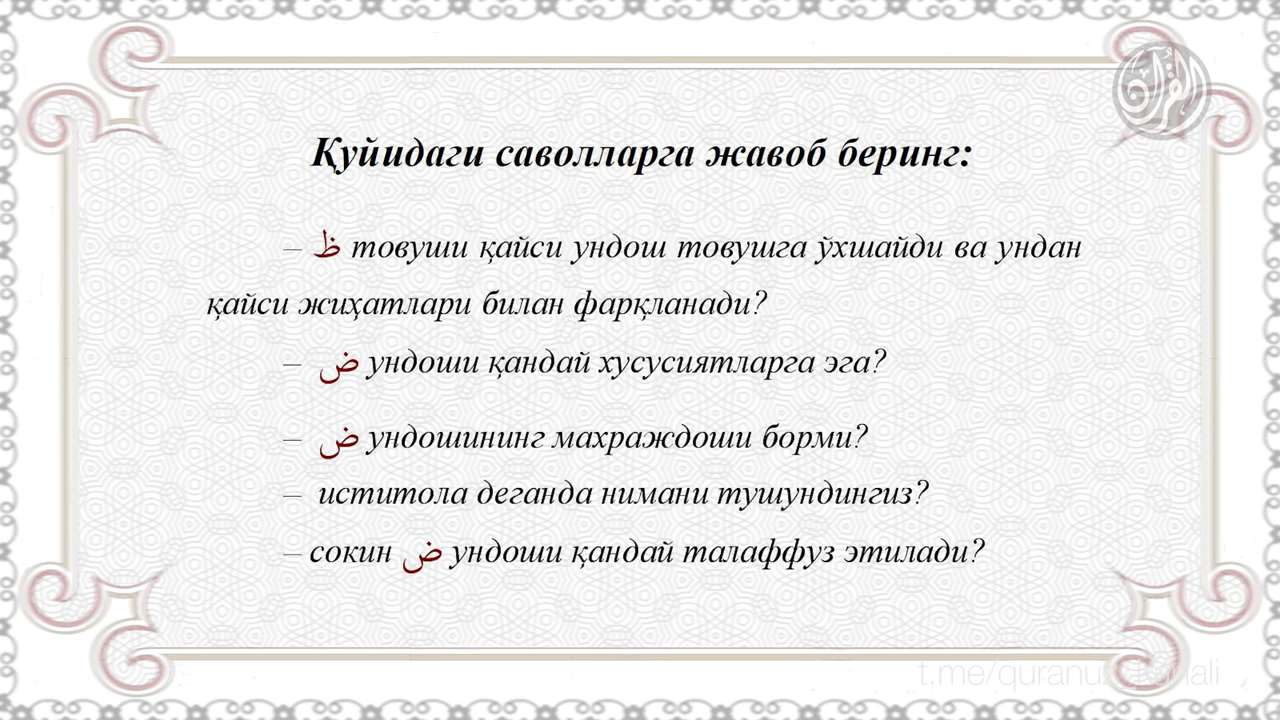 القرآن
Қуйидаги саволларга жавоб беринг:
– ظ товуши қайси ундош товушга ўхшайди ва ундан
қайси жиҳатлари билан фарқланади?
– ض ундоши қандай хусусиятларга эга?
– ض ундошининг махраждоши борми?
– иститола деганда нимани тушундингиз?
– сокин ض ундоши қандай талаффуз этилади?